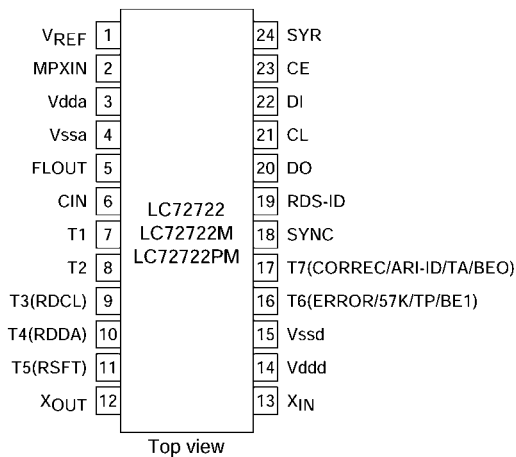 VREF 1 24 SYR
MPXIN 2 23 CE
Vdda 3 22 DI
Vssa 4 21 CL
FLOUT 5 20 DO
CIN 6 19 RDS-ID
LC72722
T1 7 LC72722M 18 SYNC
T2 8 LC72722PM 17 T7(CORREC/ARI-ID/TA/BEO)
T3(RDCL) 9 16 T6(ERROR/57K/TP/BE1)
T4(RDDA) 10 15 Vssd
T5(RSFT) 11 14 Vddd
XOUT 12 13 XIN
Top view